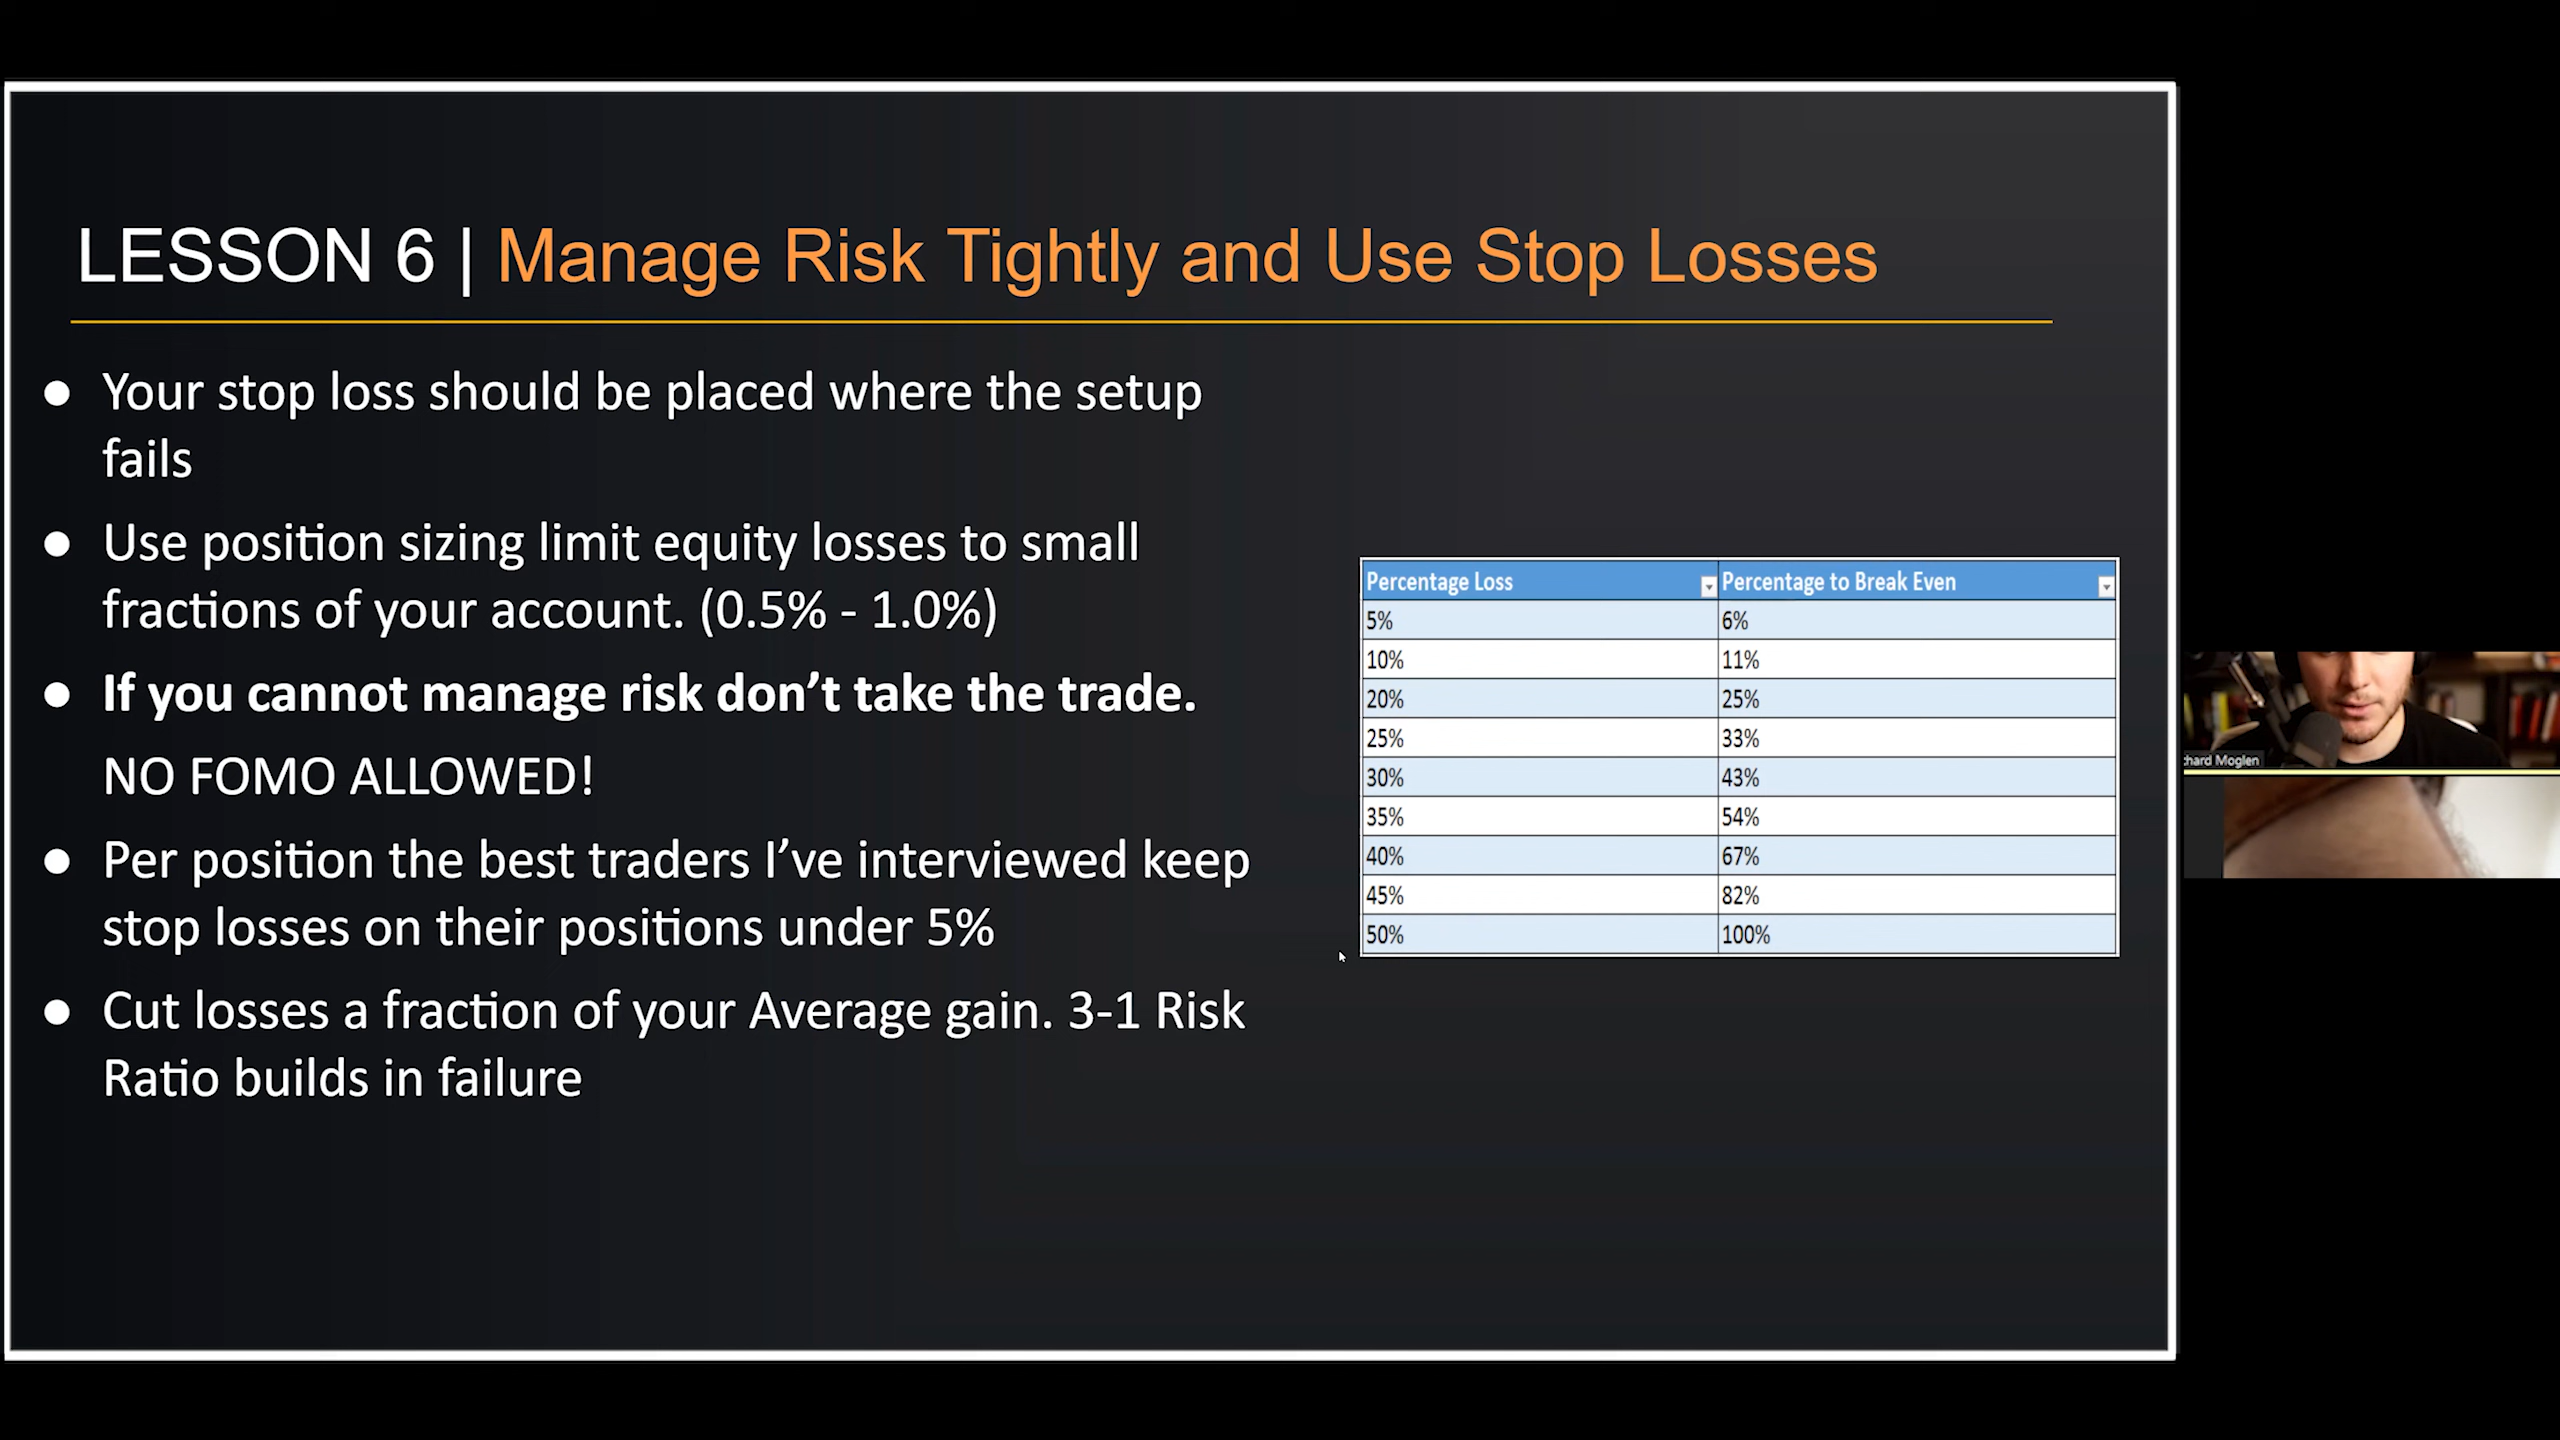 LESSON 6 | Manage Risk Tightly and Use Stop Losses
● Your stop loss should be placed where the setup
fails
● Use position sizing limit equity losses to small
fractions of your account. (0.5% - 1.0%)
● If you cannot manage risk don’t take the trade.
NO FOMO ALLOWED!
● Per position the best traders I’ve interviewed keep
stop losses on their positions under 5%
● Cut losses a fraction of your Average gain. 3-1 Risk
Ratio builds in failure
Percentage Loss Percentage to Break Even
5% 6%
10% 11%
20% 25%
25% 33%
30% 43%
35% 54%
40% 67%
45% 82%
50% 100%
chard Moglen